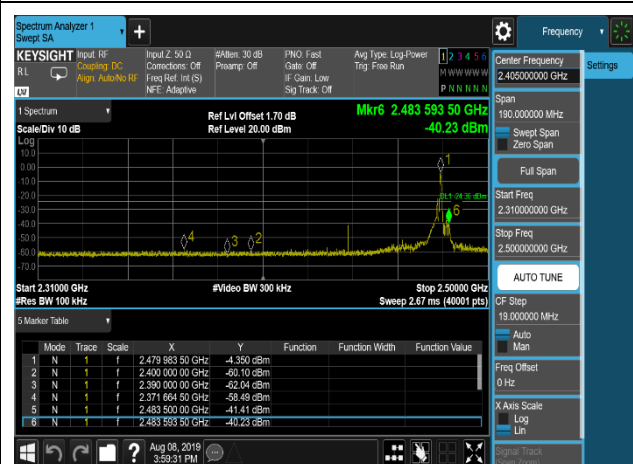 Spectrum Analyzer 1
Swept SA
Frequency
KEYSIGHT
RL
LXI
Input: RF
Coupling: DC
Align: Auto/No RF
Input Z: 50 Ω
Corrections: Off
Freq Ref: Int (S)
NFE: Adaptive
#Atten: 30 dB
Preamp: Off
PNO: Fast
Gate: Off
IF Gain: Low
Sig Track: Off
Avg Type: Log-Power
Trig: Free Run
1 2 3 4 5 6
M W W W W W
P N N N N N
1 Spectrum
Scale/Div 10 dB
Ref Lvl Offset 1.70 dB
Ref Level 20.00 dBm
Mkr6 2.483 593 50 GHz
-40.23 dBm
Log
10.0
0.00
-10.0
-20.0
-30.0
-40.0
-50.0
-60.0
-70.0
1
DL1 -24.35 dBm
6
4
3
2
Start 2.31000 GHz
#Res BW 100 kHz
#Video BW 300 kHz
Stop 2.50000 GHz
Sweep 2.67 ms (40001 pts)
5 Marker Table
Mode Trace Scale X Y Function Function Width Function Value
1 N 1 f 2.479 983 50 GHz -4.350 dBm
2 N 1 f 2.400 000 00 GHz -60.10 dBm
3 N 1 f 2.390 000 00 GHz -62.04 dBm
4 N 1 f 2.371 664 50 GHz -58.49 dBm
5 N 1 f 2.483 500 00 GHz -41.41 dBm
6 N 1 f 2.483 593 50 GHz -40.23 dBm
Aug 08, 2019
3:59:31 PM
Center Frequency
2.405000000 GHz
Settings
Span
190.000000 MHz
Swept Span
Zero Span
Full Span
Start Freq
2.310000000 GHz
Stop Freq
2.500000000 GHz
AUTO TUNE
CF Step
19.000000 MHz
Auto
Man
Freq Offset
0 Hz
X Axis Scale
Log
Lin
Signal Track
(Span Zoom)